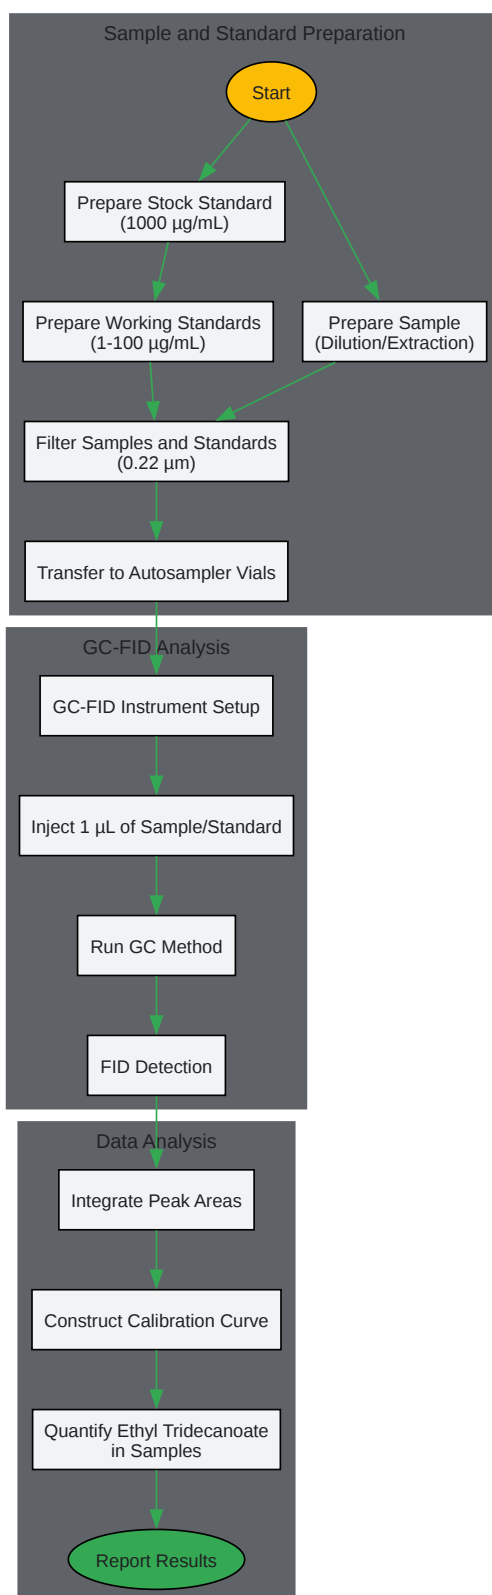 Sample and Standard Preparation
Start
Prepare Stock Standard
(1000 µg/mL)
Prepare Working Standards
(1-100 µg/mL)
Prepare Sample
(Dilution/Extraction)
Filter Samples and Standards
(0.22 µm)
Transfer to Autosampler Vials
GC-FID Analysis
GC-FID Instrument Setup
Inject 1 µL of Sample/Standard
Run GC Method
FID Detection
Data Analysis
Integrate Peak Areas
Construct Calibration Curve
Quantify Ethyl Tridecanoate
in Samples
Report Results